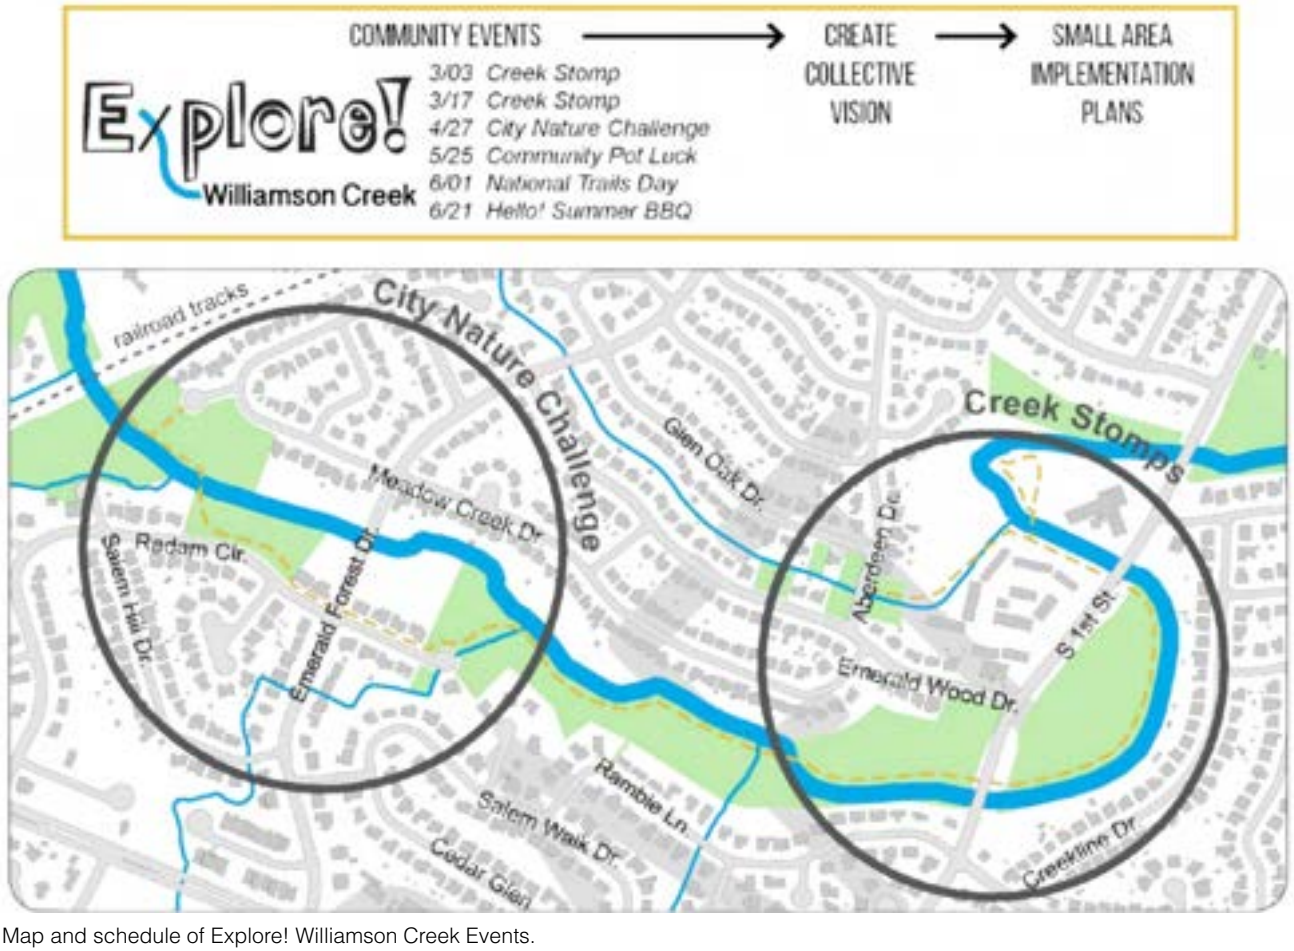 COMMUNITY EVENTS
CREATE
COLLECTIVE
VISION
SMALL AREA
IMPLEMENTATION
PLANS
Explore!
Williamson Creek
3/03 Creek Stomp
3/17 Creek Stomp
4/27 City Nature Challenge
5/25 Community Pot Luck
6/01 National Trails Day
6/21 Hello! Summer BBQ
railroad tracks
City Nature Challenge
Creek Stomps
Glen Oak Dr.
Meadow Creek Dr.
Aberdeen Dr.
Radam Cir.
Salem Hill Dr.
Emerald Forest Dr.
S 1st St.
Emerald Wood Dr.
Ramble Ln.
Salem Walk Dr.
Cedar Glen
Creekline Dr.
Map and schedule of Explore! Williamson Creek Events.